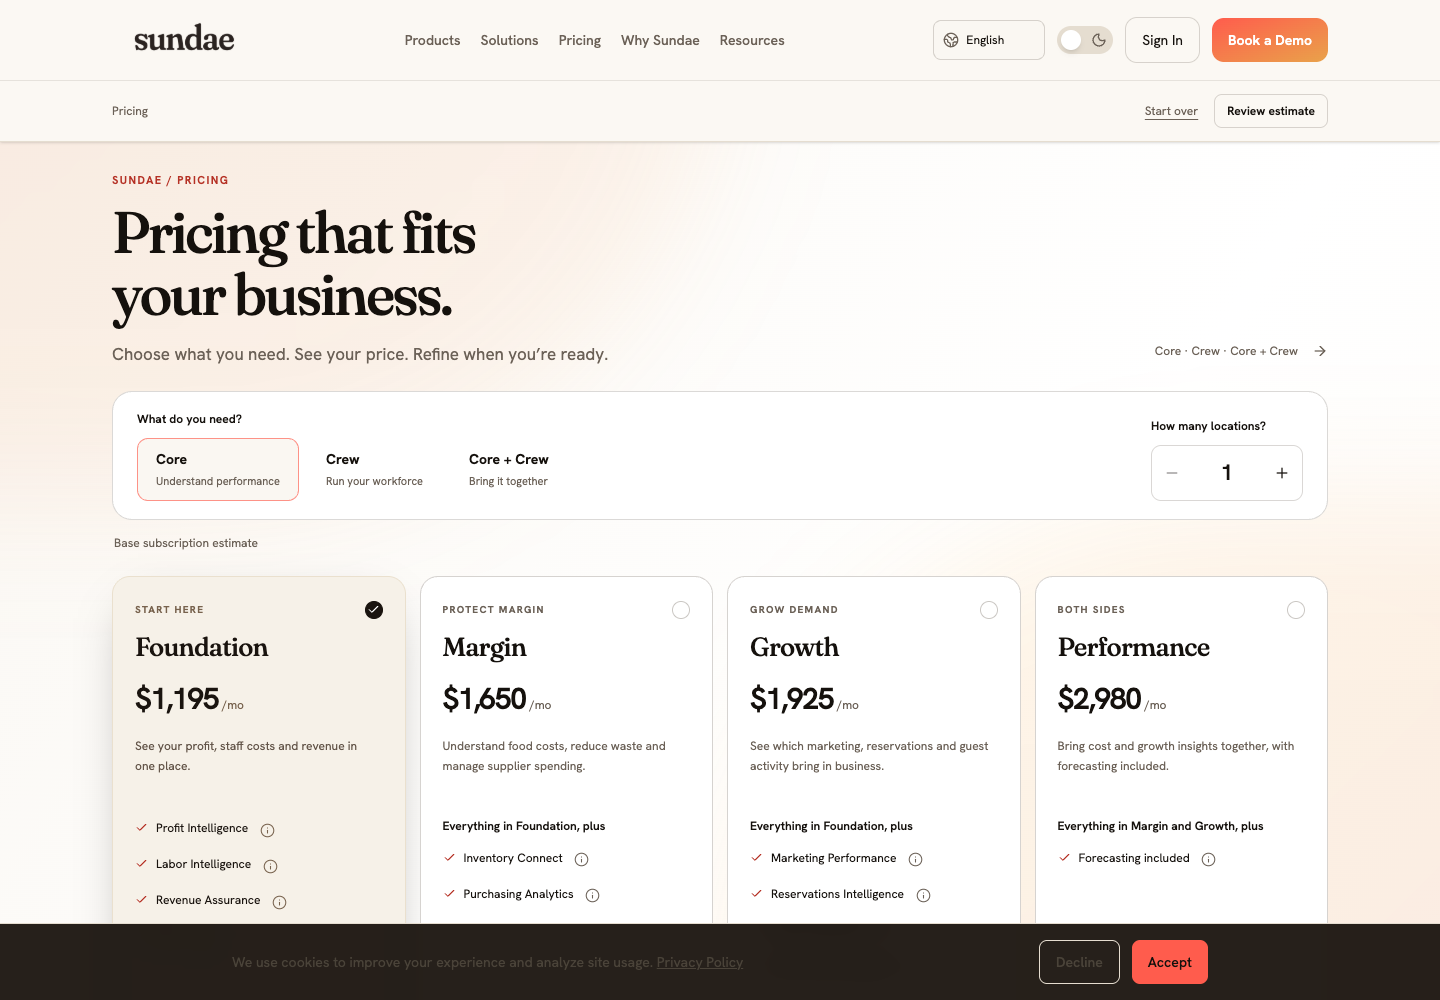 sundae
Products Solutions Pricing Why Sundae Resources
English
Sign In
Book a Demo
Pricing
Start over
Review estimate
SUNDAE / PRICING
Pricing that fits
your business.
Choose what you need. See your price. Refine when you're ready.
Core · Crew · Core + Crew
What do you need?
Core
Understand performance
Crew
Run your workforce
Core + Crew
Bring it together
How many locations?
1
Base subscription estimate
START HERE
Foundation
$1,195 /mo
See your profit, staff costs and revenue in
one place.
Profit Intelligence
Labor Intelligence
Revenue Assurance
PROTECT MARGIN
Margin
$1,650 /mo
Understand food costs, reduce waste and
manage supplier spending.
Everything in Foundation, plus
Inventory Connect
Purchasing Analytics
GROW DEMAND
Growth
$1,925 /mo
See which marketing, reservations and guest
activity bring in business.
Everything in Foundation, plus
Marketing Performance
Reservations Intelligence
BOTH SIDES
Performance
$2,980 /mo
Bring cost and growth insights together, with
forecasting included.
Everything in Margin and Growth, plus
Forecasting included
We use cookies to improve your experience and analyze site usage. Privacy Policy
Decline
Accept